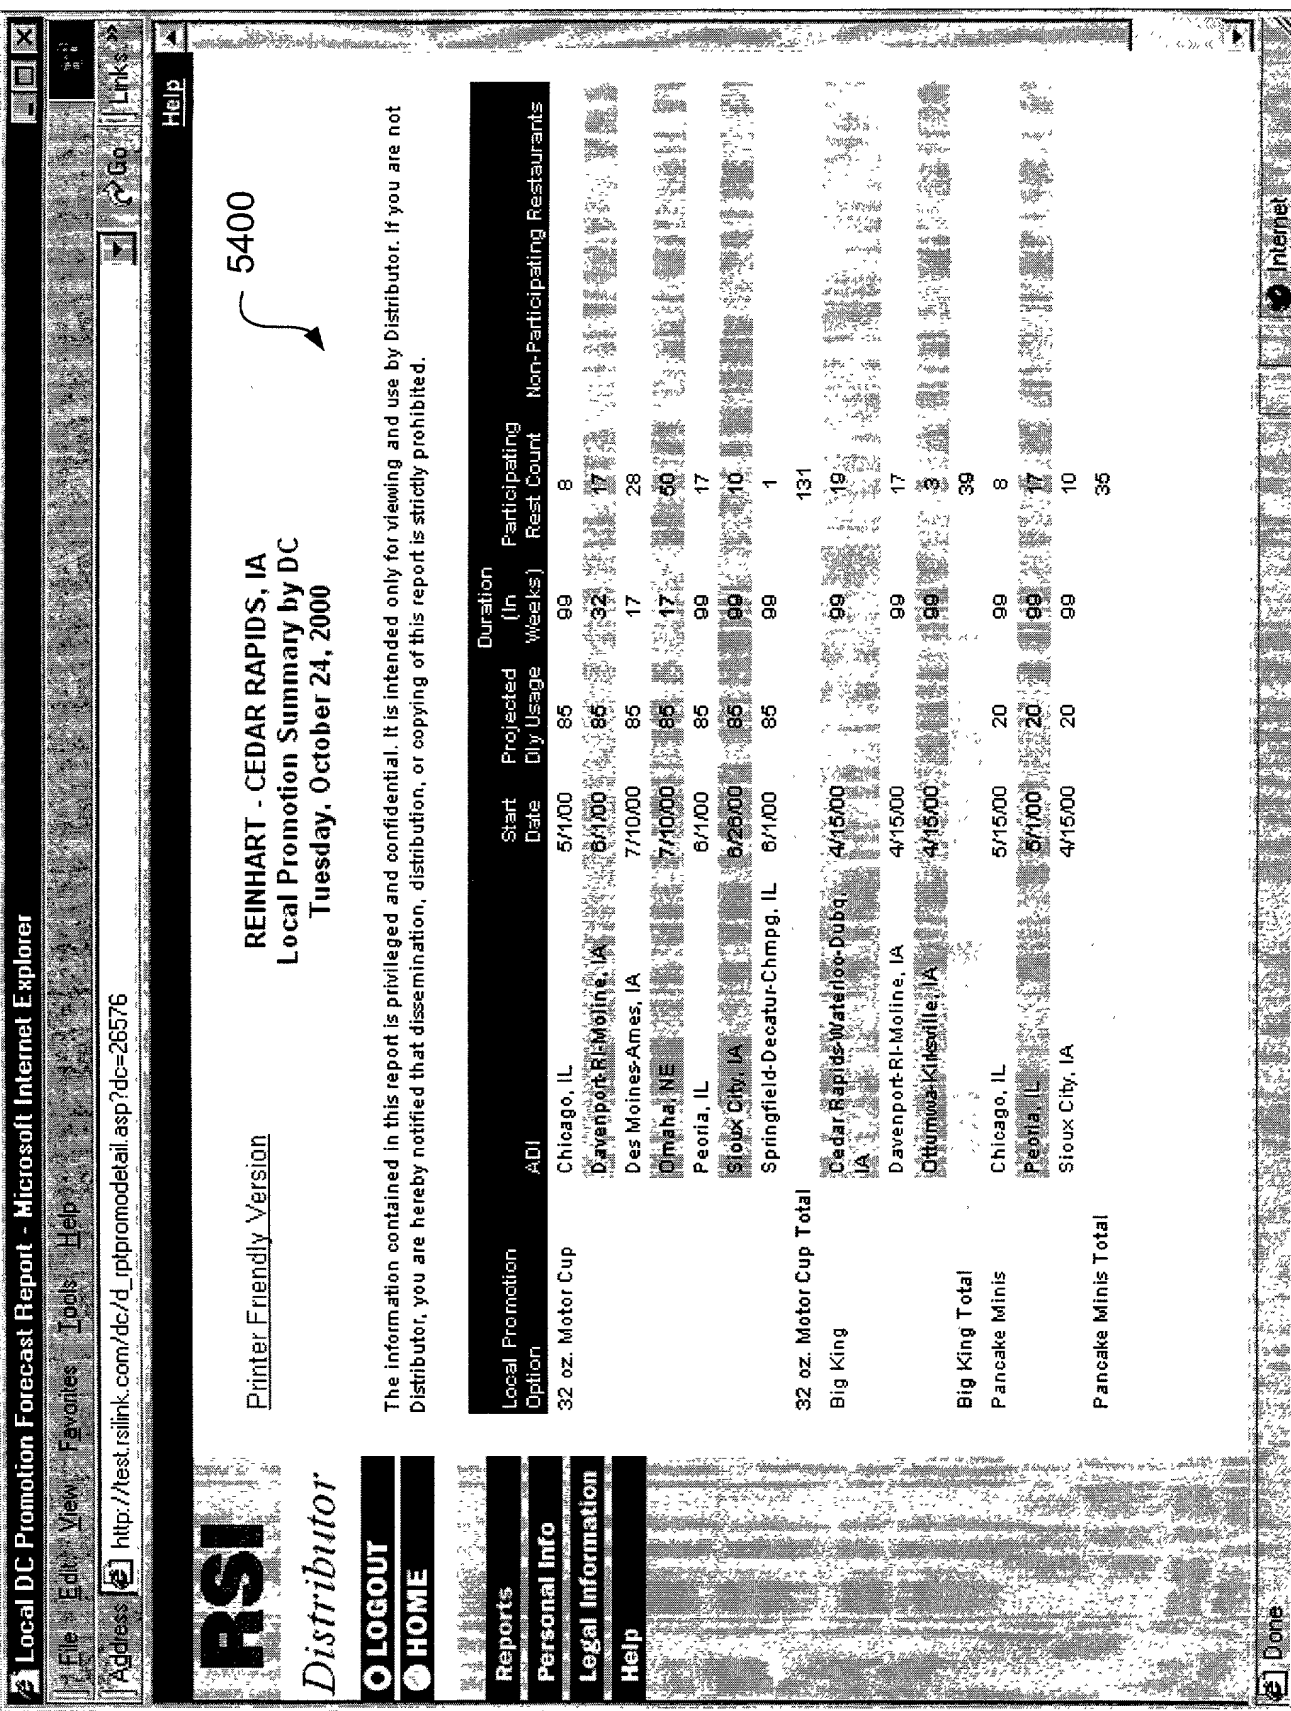 Local DC Promotion Forecast Report - Microsoft Internet Explorer
File Edit View Favorites Tools Help
Address http://test.rsilink.com/dc/d_rptpromodetail.asp?dc=26576 Go Links »
Help
RSI
Distributor
LOGOUT
HOME
Reports
Personal Info
Legal Information
Help
Printer Friendly Version
REINHART - CEDAR RAPIDS, IA
Local Promotion Summary by DC
Tuesday, October 24, 2000
5400
The information contained in this report is privileged and confidential. It is intended only for viewing and use by Distributor. If you are not
Distributor, you are hereby notified that dissemination, distribution, or copying of this report is strictly prohibited.
Duration
Local Promotion Start Projected (In Participating
Option ADI Date Dly Usage Weeks) Rest Count Non-Participating Restaurants
32 oz. Motor Cup Chicago, IL 5/1/00 85 99 8
Davenport-RI-Moline, IA 6/1/00 85 32 17
Des Moines-Ames, IA 7/10/00 85 17 28
Omaha, NE 7/10/00 85 17 50
Peoria, IL 6/1/00 85 99 17
Sioux City, IA 6/26/00 85 99 10
Springfield-Decatur-Chmpg, IL 6/1/00 85 99 1
32 oz. Motor Cup Total 131
Big King Cedar Rapids-Waterloo-Dubq, 4/15/00 99 19
IA
Davenport-RI-Moline, IA 4/15/00 99 17
Ottumwa-Kirksville, IA 4/15/00 99 3
Big King Total 39
Pancake Minis Chicago, IL 5/15/00 20 99 8
Peoria, IL 5/1/00 20 99 17
Sioux City, IA 4/15/00 20 99 10
Pancake Minis Total 35
Done Internet